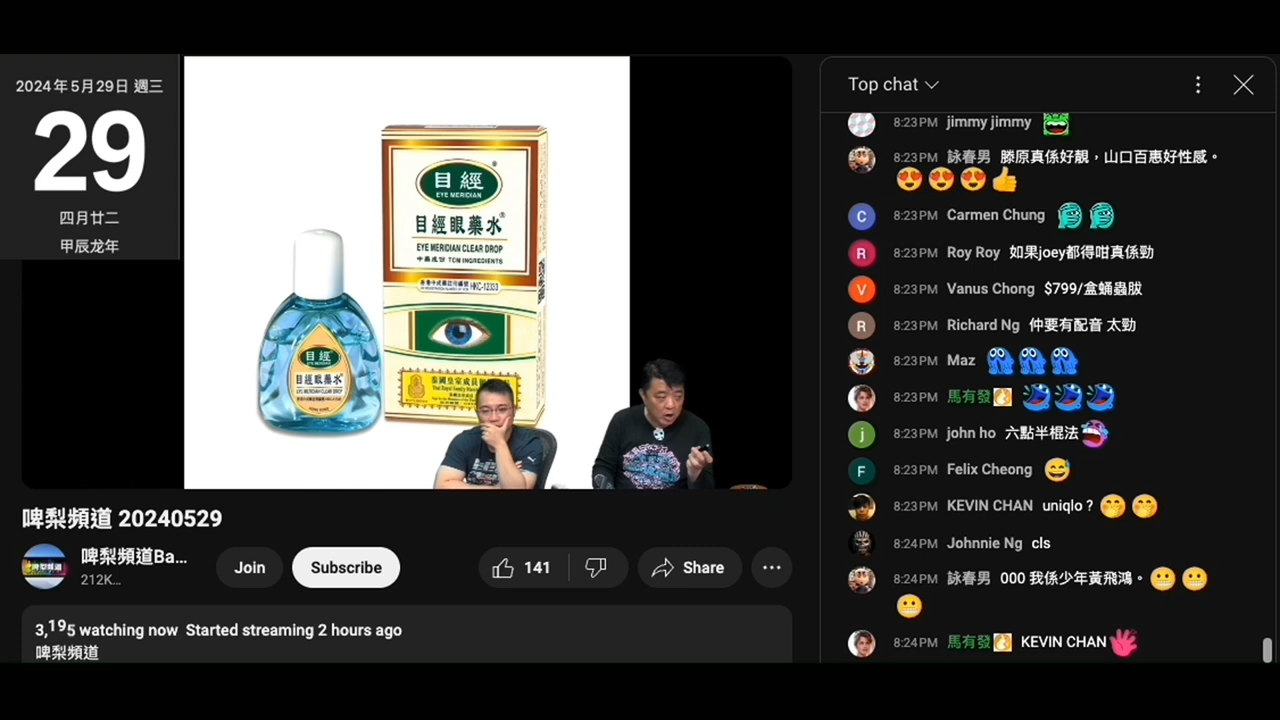 2024年5月29日 週三
29
四月廿二
甲辰龙年
目經
EYE MERIDIAN
目經眼藥水
EYE MERIDIAN CLEAR DROP
中藥成份 TCM INGREDIENTS
HKC-12333
目經
目經眼藥水
啤梨頻道 20240529
啤梨頻道Ba...
212K...
Join
Subscribe
141
Share
3,195 watching now Started streaming 2 hours ago
啤梨頻道
Top chat
8:23 PM jimmy jimmy
8:23 PM 詠春男 勝原真係好靚，山口百惠好性感。
8:23 PM Carmen Chung
8:23 PM Roy Roy 如果joey都得咁真係勁
8:23 PM Vanus Chong $799/盒蛹蟲胈
8:23 PM Richard Ng 仲要有配音 太勁
8:23 PM Maz
8:23 PM 馬有發
8:23 PM john ho 六點半棍法
8:23 PM Felix Cheong
8:23 PM KEVIN CHAN uniqlo ?
8:24 PM Johnnie Ng cls
8:24 PM 詠春男 000 我係少年黃飛鴻。
8:24 PM 馬有發 KEVIN CHAN